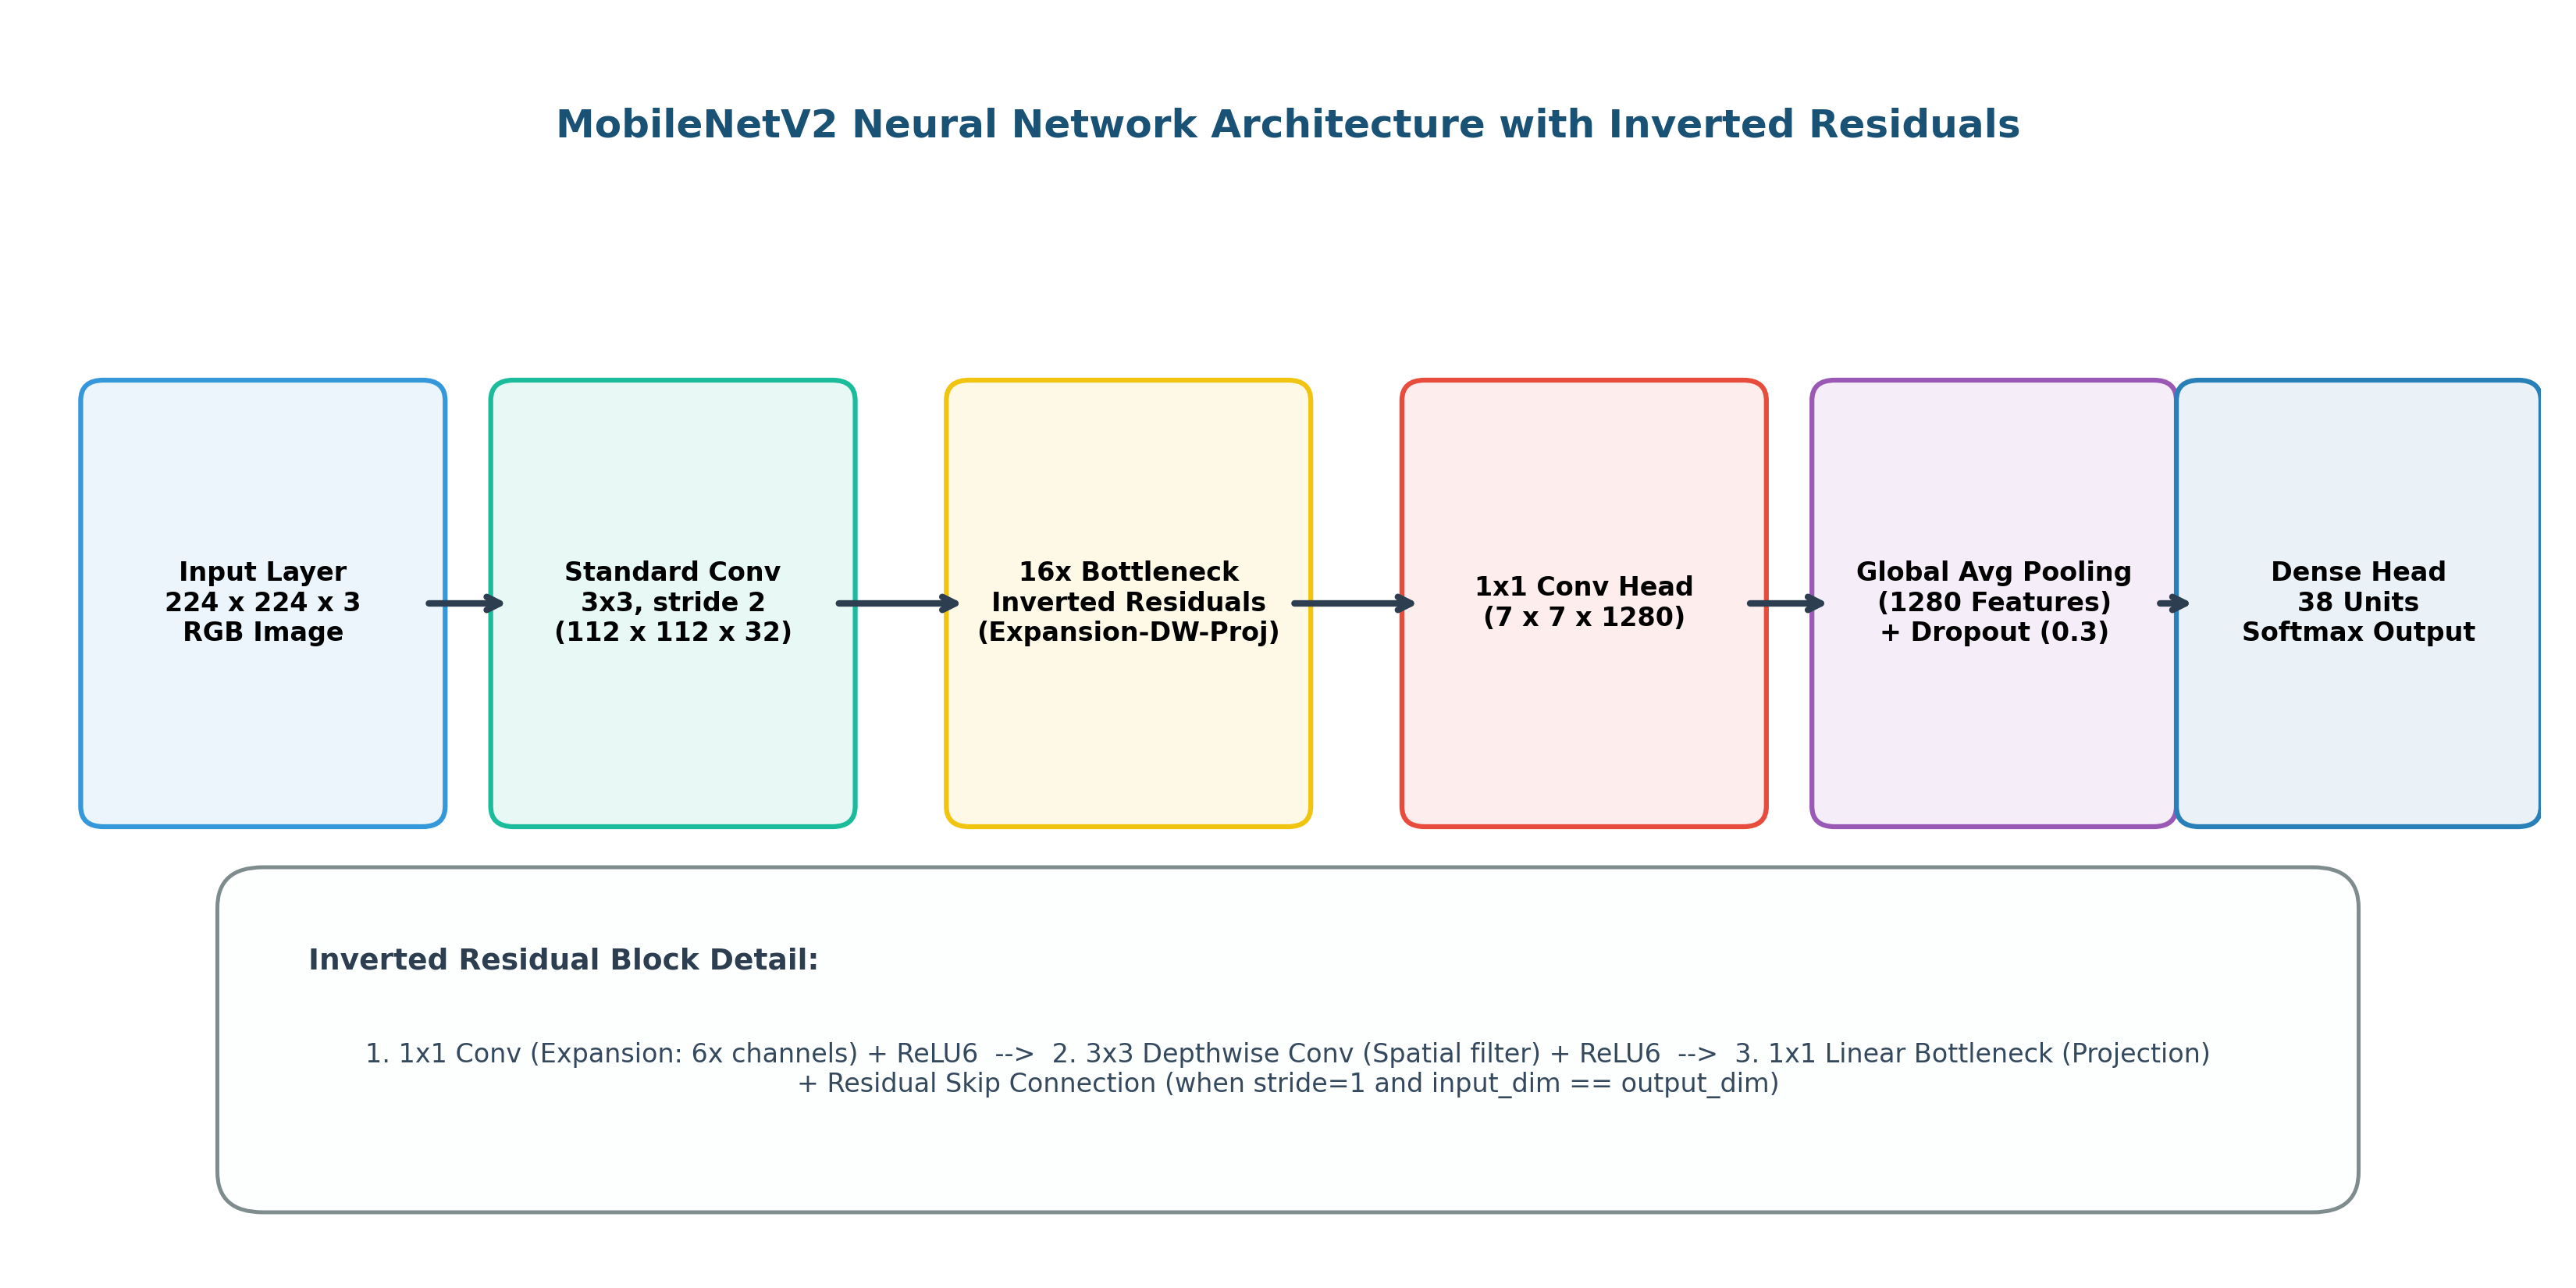 MobileNetV2 Neural Network Architecture with Inverted Residuals
Input Layer
224 x 224 x 3
RGB Image
Standard Conv
3x3, stride 2
(112 x 112 x 32)
16x Bottleneck
Inverted Residuals
(Expansion-DW-Proj)
1x1 Conv Head
(7 x 7 x 1280)
Global Avg Pooling
(1280 Features)
+ Dropout (0.3)
Dense Head
38 Units
Softmax Output
Inverted Residual Block Detail:
1. 1x1 Conv (Expansion: 6x channels) + ReLU6 --> 2. 3x3 Depthwise Conv (Spatial filter) + ReLU6 --> 3. 1x1 Linear Bottleneck (Projection)
+ Residual Skip Connection (when stride=1 and input_dim == output_dim)